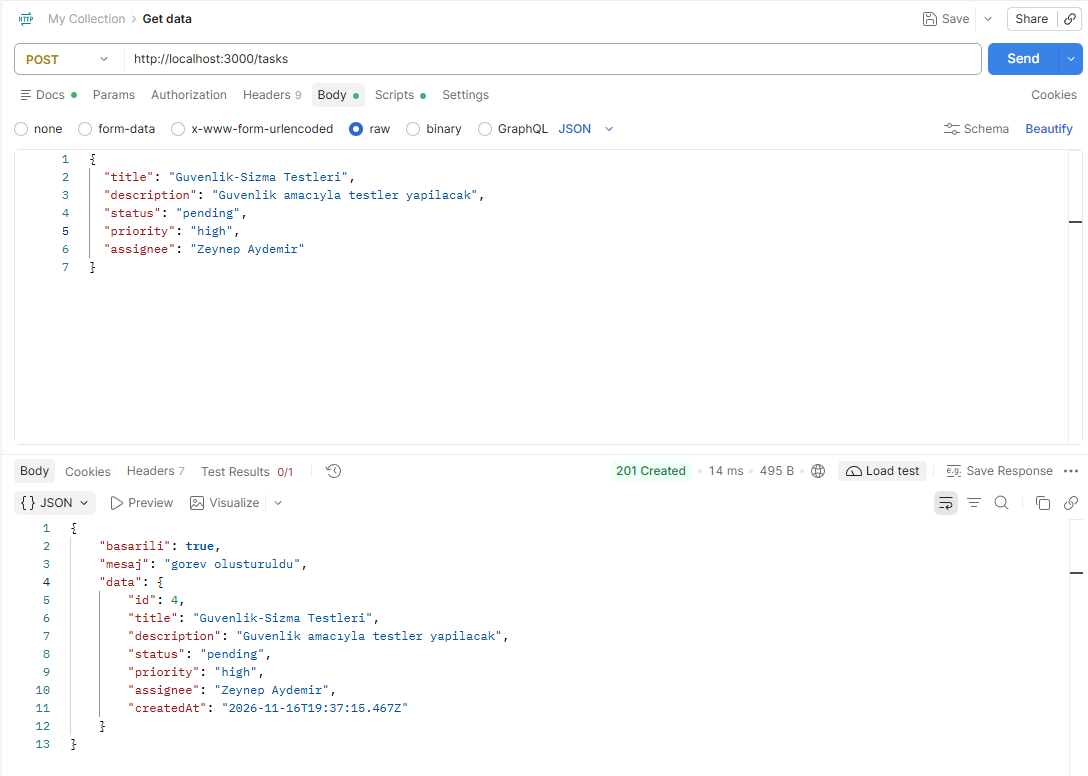 HTTP My Collection > Get data Save Share
POST http://localhost:3000/tasks Send
Docs Params Authorization Headers 9 Body Scripts Settings Cookies
none form-data x-www-form-urlencoded raw binary GraphQL JSON Schema Beautify
1 {
2 "title": "Guvenlik-Sizma Testleri",
3 "description": "Guvenlik amacıyla testler yapilacak",
4 "status": "pending",
5 "priority": "high",
6 "assignee": "Zeynep Aydemir"
7 }
Body Cookies Headers 7 Test Results 0/1 201 Created • 14 ms • 495 B • Load test e.g. Save Response
{} JSON Preview Visualize
1 {
2 "basarili": true,
3 "mesaj": "gorev olusturuldu",
4 "data": {
5 "id": 4,
6 "title": "Guvenlik-Sizma Testleri",
7 "description": "Guvenlik amacıyla testler yapilacak",
8 "status": "pending",
9 "priority": "high",
10 "assignee": "Zeynep Aydemir",
11 "createdAt": "2026-11-16T19:37:15.467Z"
12 }
13 }